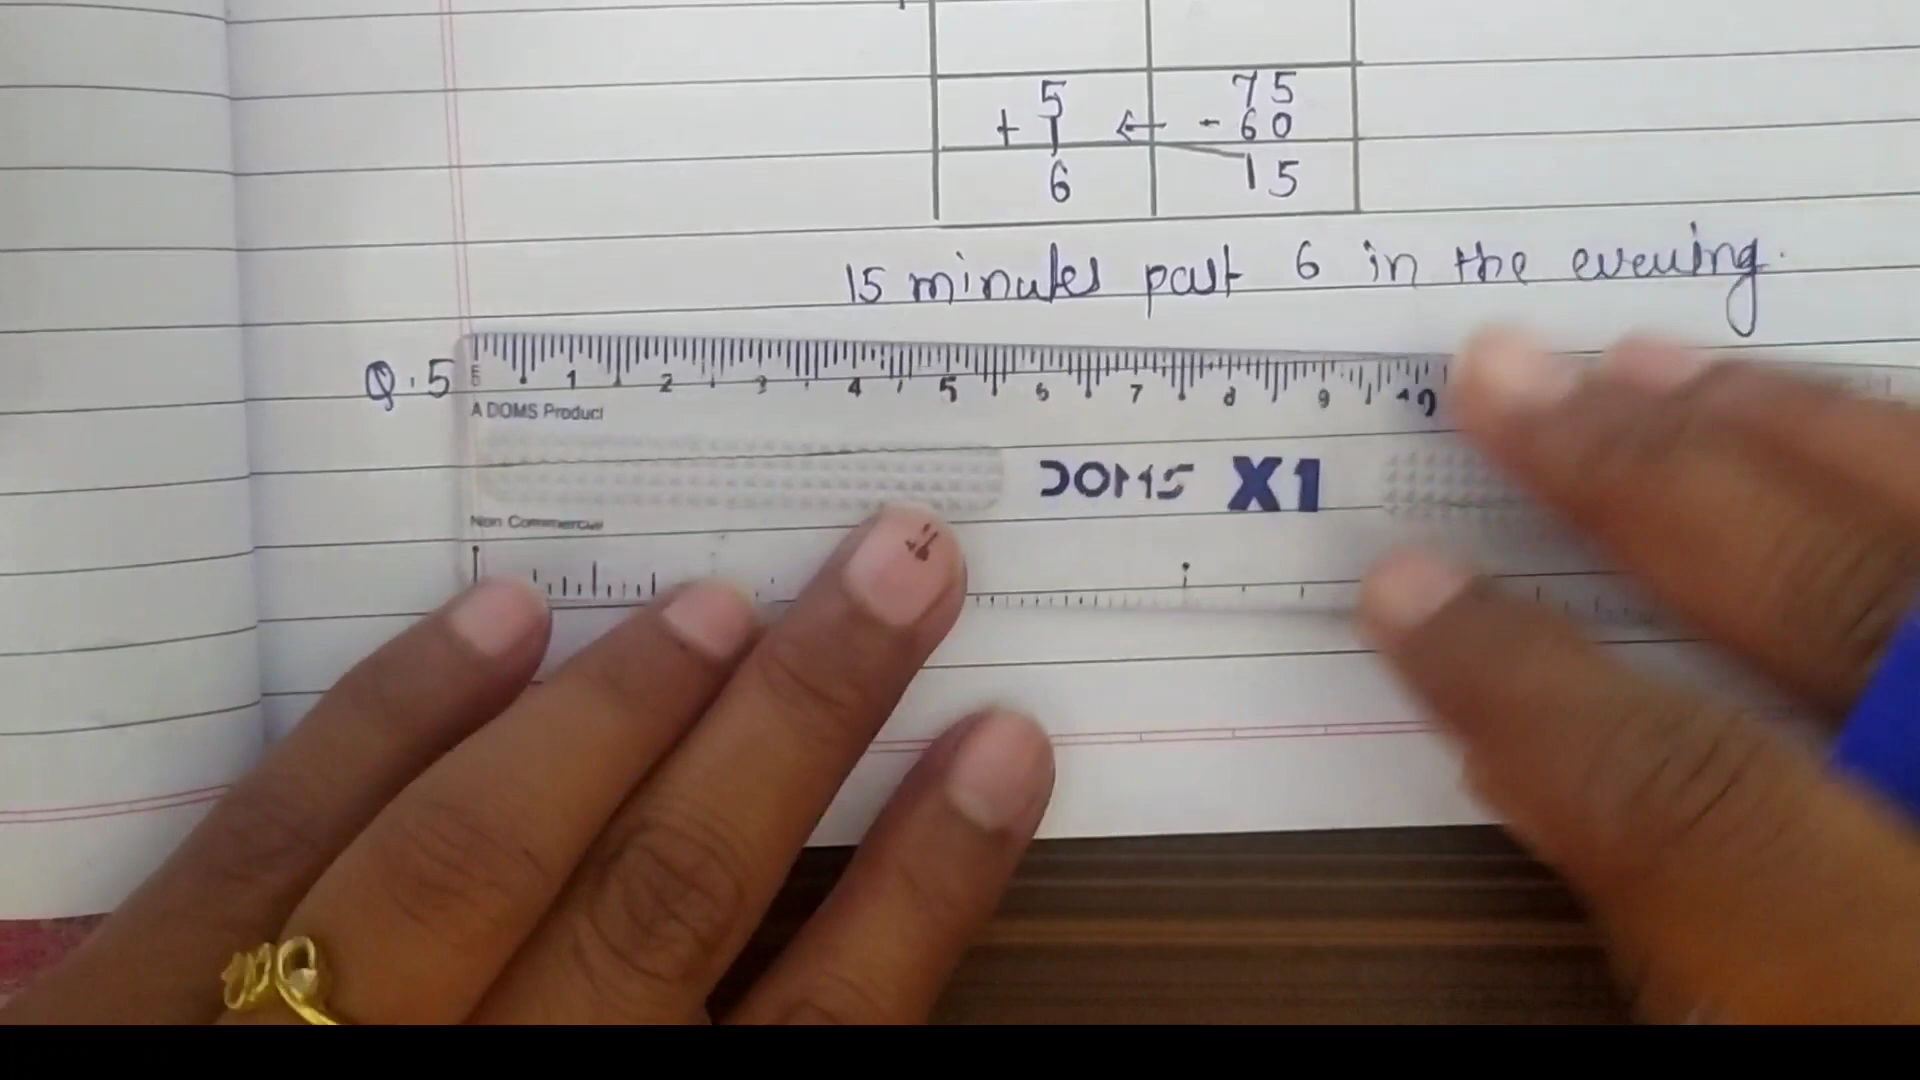 5 75
+ 1 ← - 60
6 15
15 minutes past 6 in the evening.
Q.5
1 2 3 4 5 6 7 8 9 10
A DOMS Product
DOMS X1
Non Commercial